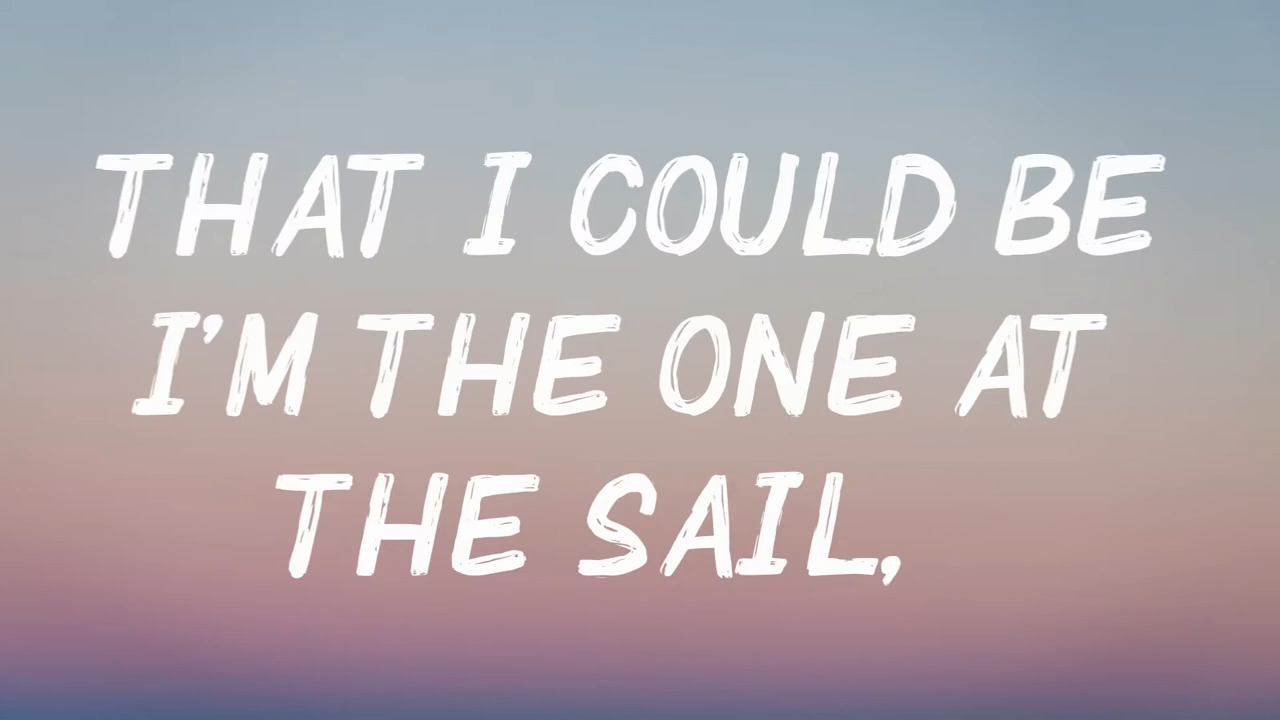 THAT I COULD BE
I'M THE ONE AT
THE SAIL,